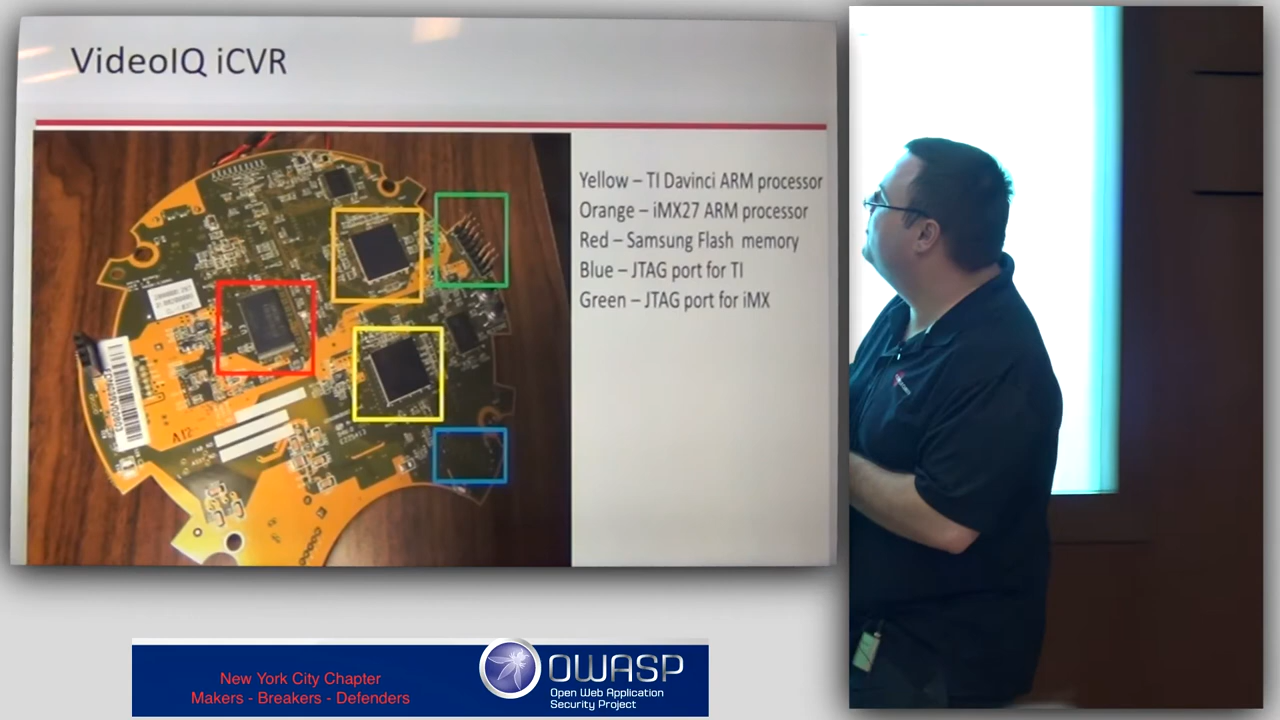 VideoIQ iCVR
Yellow – TI Davinci ARM processor
Orange – iMX27 ARM processor
Red – Samsung Flash memory
Blue – JTAG port for TI
Green – JTAG port for iMX
A12
New York City Chapter
Makers - Breakers - Defenders
OWASP
Open Web Application
Security Project